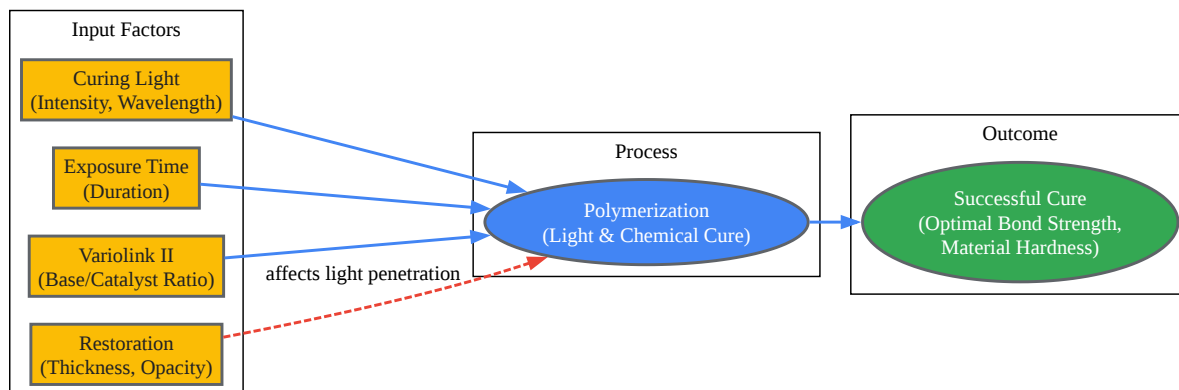 Input Factors
Curing Light
(Intensity, Wavelength)
Exposure Time
(Duration)
Variolink II
(Base/Catalyst Ratio)
Restoration
(Thickness, Opacity)
affects light penetration
Process
Polymerization
(Light & Chemical Cure)
Outcome
Successful Cure
(Optimal Bond Strength,
Material Hardness)